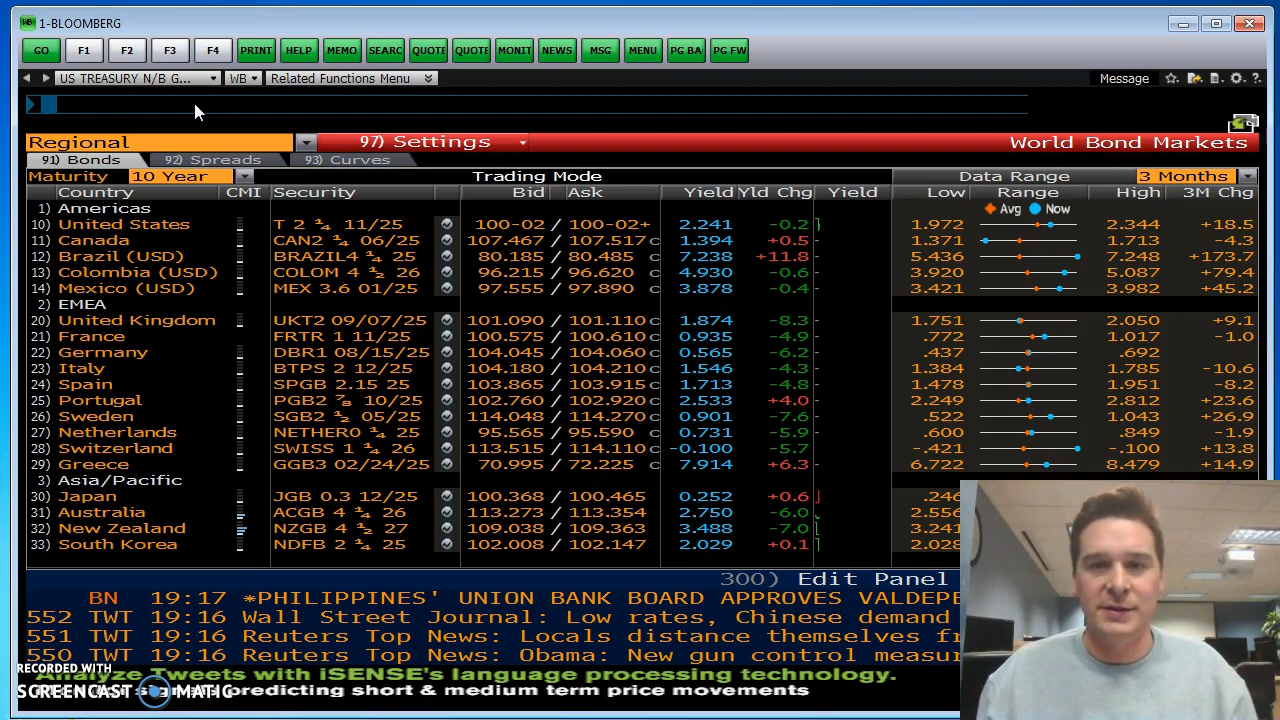 1-BLOOMBERG
GO F1 F2 F3 F4 PRINT HELP MEMO SEARC QUOTE QUOTE MONIT NEWS MSG MENU PG BA PG FW
US TREASURY N/B G... WB Related Functions Menu Message
Regional 97) Settings World Bond Markets
91) Bonds 92) Spreads 93) Curves
Maturity 10 Year Trading Mode Data Range 3 Months
Country CMI Security Bid Ask Yield Yld Chg Yield Low Range High 3M Chg
1) Americas Avg Now
10) United States T 2 ¼ 11/25 100-02 / 100-02+ 2.241 -0.2 1.972 2.344 +18.5
11) Canada CAN2 ¼ 06/25 107.467 / 107.517 c 1.394 +0.5 1.371 1.713 -4.3
12) Brazil (USD) BRAZIL4 ¼ 25 80.185 / 80.485 c 7.238 +11.8 5.436 7.248 +173.7
13) Colombia (USD) COLOM 4 ½ 26 96.215 / 96.620 c 4.930 -0.6 3.920 5.087 +79.4
14) Mexico (USD) MEX 3.6 01/25 97.555 / 97.890 c 3.878 -0.4 3.421 3.982 +45.2
2) EMEA
20) United Kingdom UKT2 09/07/25 101.090 / 101.110 c 1.874 -8.3 1.751 2.050 +9.1
21) France FRTR 1 11/25 100.575 / 100.610 c 0.935 -4.9 .772 1.017 -1.0
22) Germany DBR1 08/15/25 104.045 / 104.060 c 0.565 -6.2 .437 .692
23) Italy BTPS 2 12/25 104.180 / 104.210 c 1.546 -4.3 1.384 1.785 -10.6
24) Spain SPGB 2.15 25 103.865 / 103.915 c 1.713 -4.8 1.478 1.951 -8.2
25) Portugal PGB2 ⅞ 10/25 102.760 / 102.920 c 2.533 +4.0 2.249 2.812 +23.6
26) Sweden SGB2 ½ 05/25 114.048 / 114.270 c 0.901 -7.6 .522 1.043 +26.9
27) Netherlands NETHER0 ¼ 25 95.565 / 95.590 c 0.731 -5.9 .600 .849 -1.9
28) Switzerland SWISS 1 ¼ 26 113.515 / 114.110 c -0.100 -5.7 -.421 -.100 +13.8
29) Greece GGB3 02/24/25 70.995 / 72.225 c 7.914 +6.3 6.722 8.479 +14.9
3) Asia/Pacific
30) Japan JGB 0.3 12/25 100.368 / 100.465 0.252 +0.6 .246
31) Australia ACGB 4 ¼ 26 113.273 / 113.354 2.750 -6.0 2.556
32) New Zealand NZGB 4 ½ 27 109.038 / 109.363 3.488 -7.0 3.241
33) South Korea NDFB 2 ¼ 25 102.008 / 102.147 2.029 +0.1 2.028
300) Edit Panel
BN 19:17 *PHILIPPINES' UNION BANK BOARD APPROVES VALDEPE
552 TWT 19:16 Wall Street Journal: Low rates, Chinese demand
551 TWT 19:16 Reuters Top News: Locals distance themselves fr
550 TWT 19:16 Reuters Top News: Obama: New gun control measur
Analyze Tweets with iSENSE's language processing technology.
predicting short & medium term price movements
RECORDED WITH
SCREENCAST MATIC